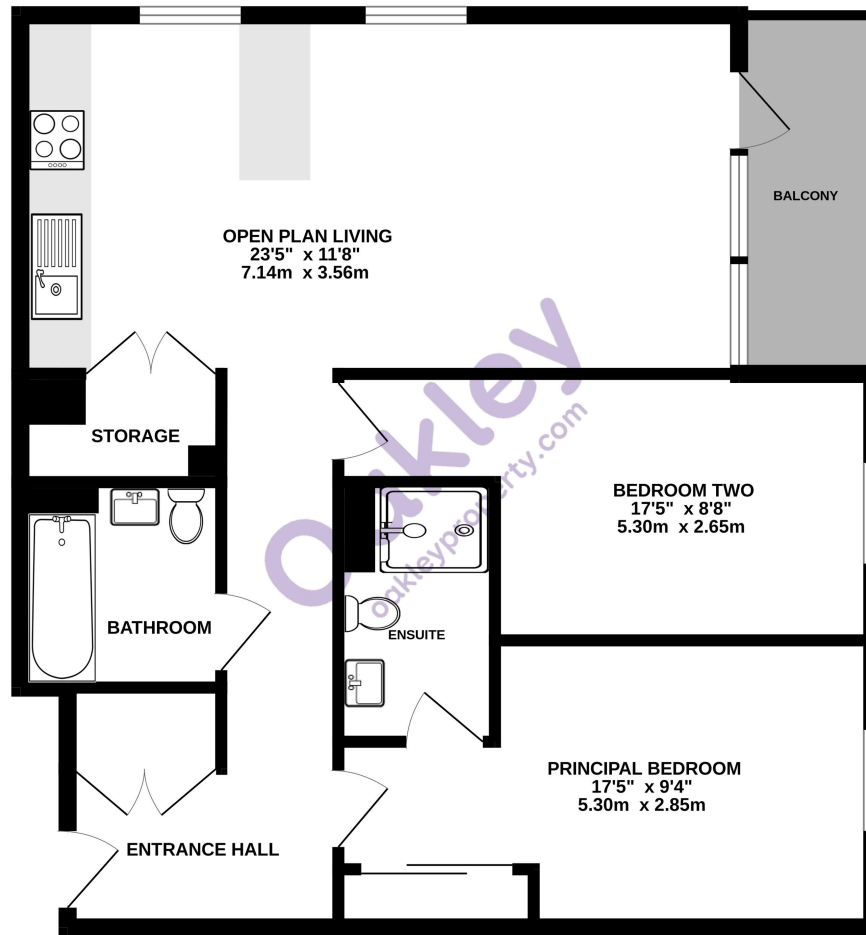 BALCONY
OPEN PLAN LIVING
23'5" x 11'8"
7.14m x 3.56m
STORAGE
Oakley
oakleyproperty.com
BEDROOM TWO
17'5" x 8'8"
5.30m x 2.65m
BATHROOM
ENSUITE
PRINCIPAL BEDROOM
17'5" x 9'4"
5.30m x 2.85m
ENTRANCE HALL